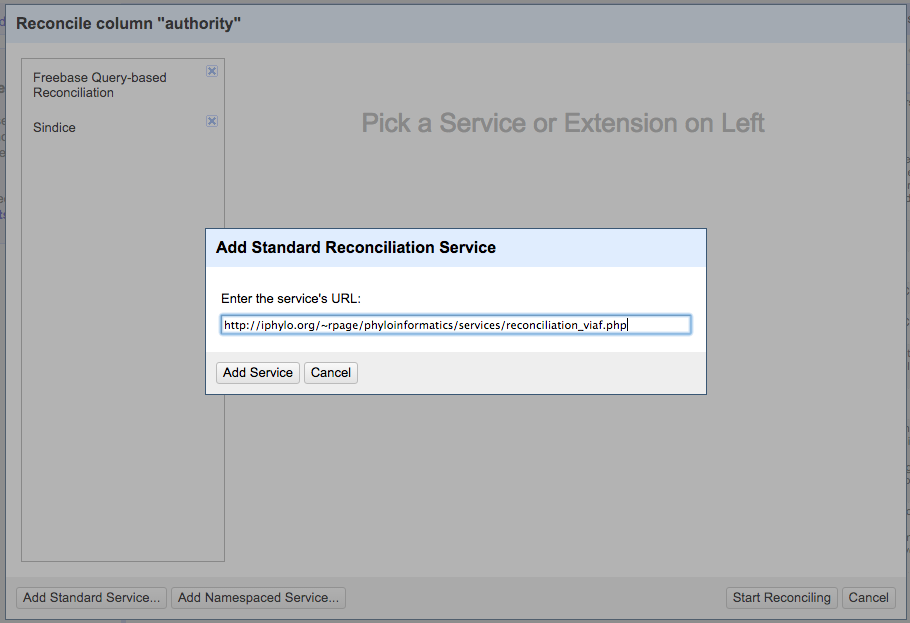 Reconcile column "authority"
Freebase Query-based
Reconciliation
Sindice
Pick a Service or Extension on Left
Add Standard Reconciliation Service
Enter the service's URL:
http://iphylo.org/~rpage/phyloinformatics/services/reconciliation_viaf.php
Add Service Cancel
Add Standard Service... Add Namespaced Service... Start Reconciling Cancel